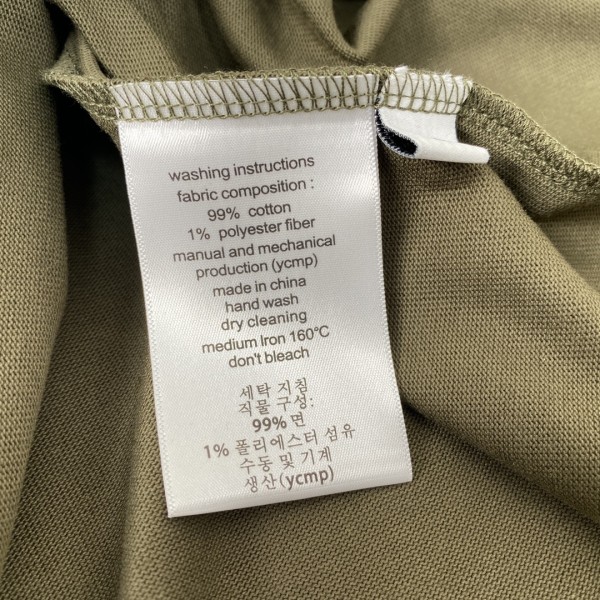 washing instructions
fabric composition :
99% cotton
1% polyester fiber
manual and mechanical
production (ycmp)
made in china
hand wash
dry cleaning
medium Iron 160°C
don't bleach
세탁 지침
직물 구성:
99% 면
1% 폴리에스터 섬유
수동 및 기계
생산(ycmp)